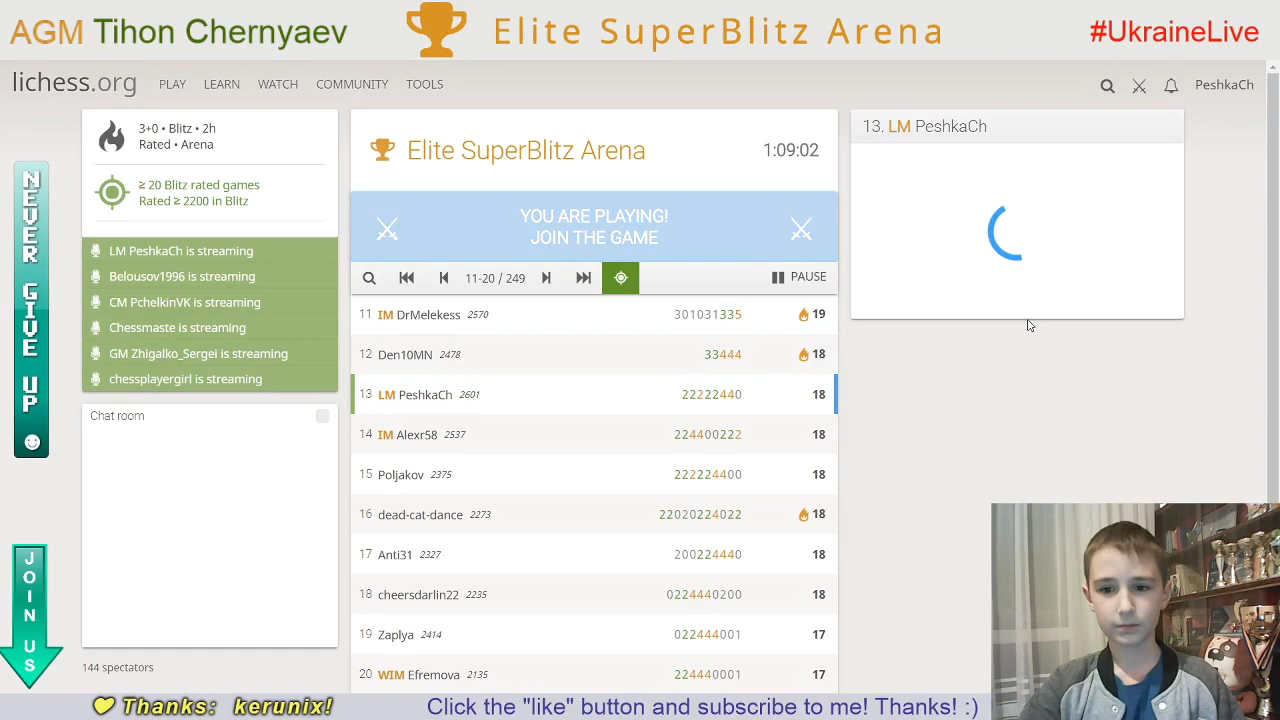 AGM Tihon Chernyaev
Elite SuperBlitz Arena
#UkraineLive
lichess.org
PLAY
LEARN
WATCH
COMMUNITY
TOOLS
PeshkaCh
NEVER GIVE UP
JOIN US
3+0 • Blitz • 2h
Rated • Arena
≥ 20 Blitz rated games
Rated ≥ 2200 in Blitz
LM PeshkaCh is streaming
Belousov1996 is streaming
CM PchelkinVK is streaming
Chessmaste is streaming
GM Zhigalko_Sergei is streaming
chessplayergirl is streaming
Chat room
144 spectators
Elite SuperBlitz Arena 1:09:02
YOU ARE PLAYING!
JOIN THE GAME
11-20 / 249 PAUSE
11 IM DrMelekess 2570 301031335 19
12 Den10MN 2478 33444 18
13 LM PeshkaCh 2601 22222440 18
14 IM Alexr58 2537 224400222 18
15 Poljakov 2375 222224400 18
16 dead-cat-dance 2273 22020224022 18
17 Anti31 2327 200224440 18
18 cheersdarlin22 2235 0224440200 18
19 Zaplya 2414 022444001 17
20 WIM Efremova 2135 224440001 17
13. LM PeshkaCh
Thanks: kerunix!
Click the "like" button and subscribe to me! Thanks! :)